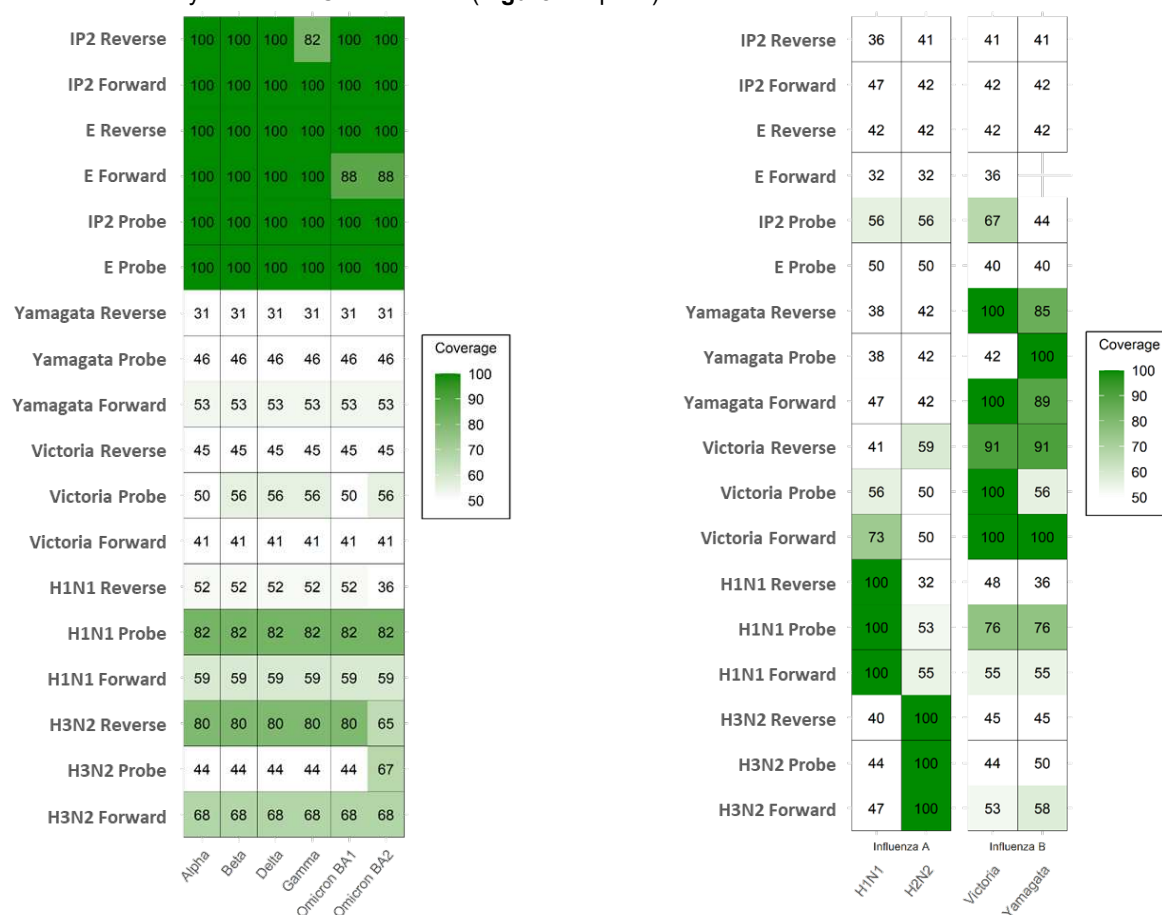 IP2 Reverse 100 100 100 82 100 100
IP2 Forward 100 100 100 100 100 100
E Reverse 100 100 100 100 100 100
E Forward 100 100 100 100 88 88
IP2 Probe 100 100 100 100 100 100
E Probe 100 100 100 100 100 100
Yamagata Reverse 31 31 31 31 31 31
Yamagata Probe 46 46 46 46 46 46
Yamagata Forward 53 53 53 53 53 53
Victoria Reverse 45 45 45 45 45 45
Victoria Probe 50 56 56 56 50 56
Victoria Forward 41 41 41 41 41 41
H1N1 Reverse 52 52 52 52 52 36
H1N1 Probe 82 82 82 82 82 82
H1N1 Forward 59 59 59 59 59 59
H3N2 Reverse 80 80 80 80 80 65
H3N2 Probe 44 44 44 44 44 67
H3N2 Forward 68 68 68 68 68 68
Alpha Beta Delta Gamma Omicron BA1 Omicron BA2
Coverage
100
90
80
70
60
50
IP2 Reverse 36 41 41 41
IP2 Forward 47 42 42 42
E Reverse 42 42 42 42
E Forward 32 32 36
IP2 Probe 56 56 67 44
E Probe 50 50 40 40
Yamagata Reverse 38 42 100 85
Yamagata Probe 38 42 42 100
Yamagata Forward 47 42 100 89
Victoria Reverse 41 59 91 91
Victoria Probe 56 50 100 56
Victoria Forward 73 50 100 100
H1N1 Reverse 100 32 48 36
H1N1 Probe 100 53 76 76
H1N1 Forward 100 55 55 55
H3N2 Reverse 40 100 45 45
H3N2 Probe 44 100 44 50
H3N2 Forward 47 100 53 58
Influenza A Influenza B
H1N1 H2N2 Victoria Yamagata
Coverage
100
90
80
70
60
50